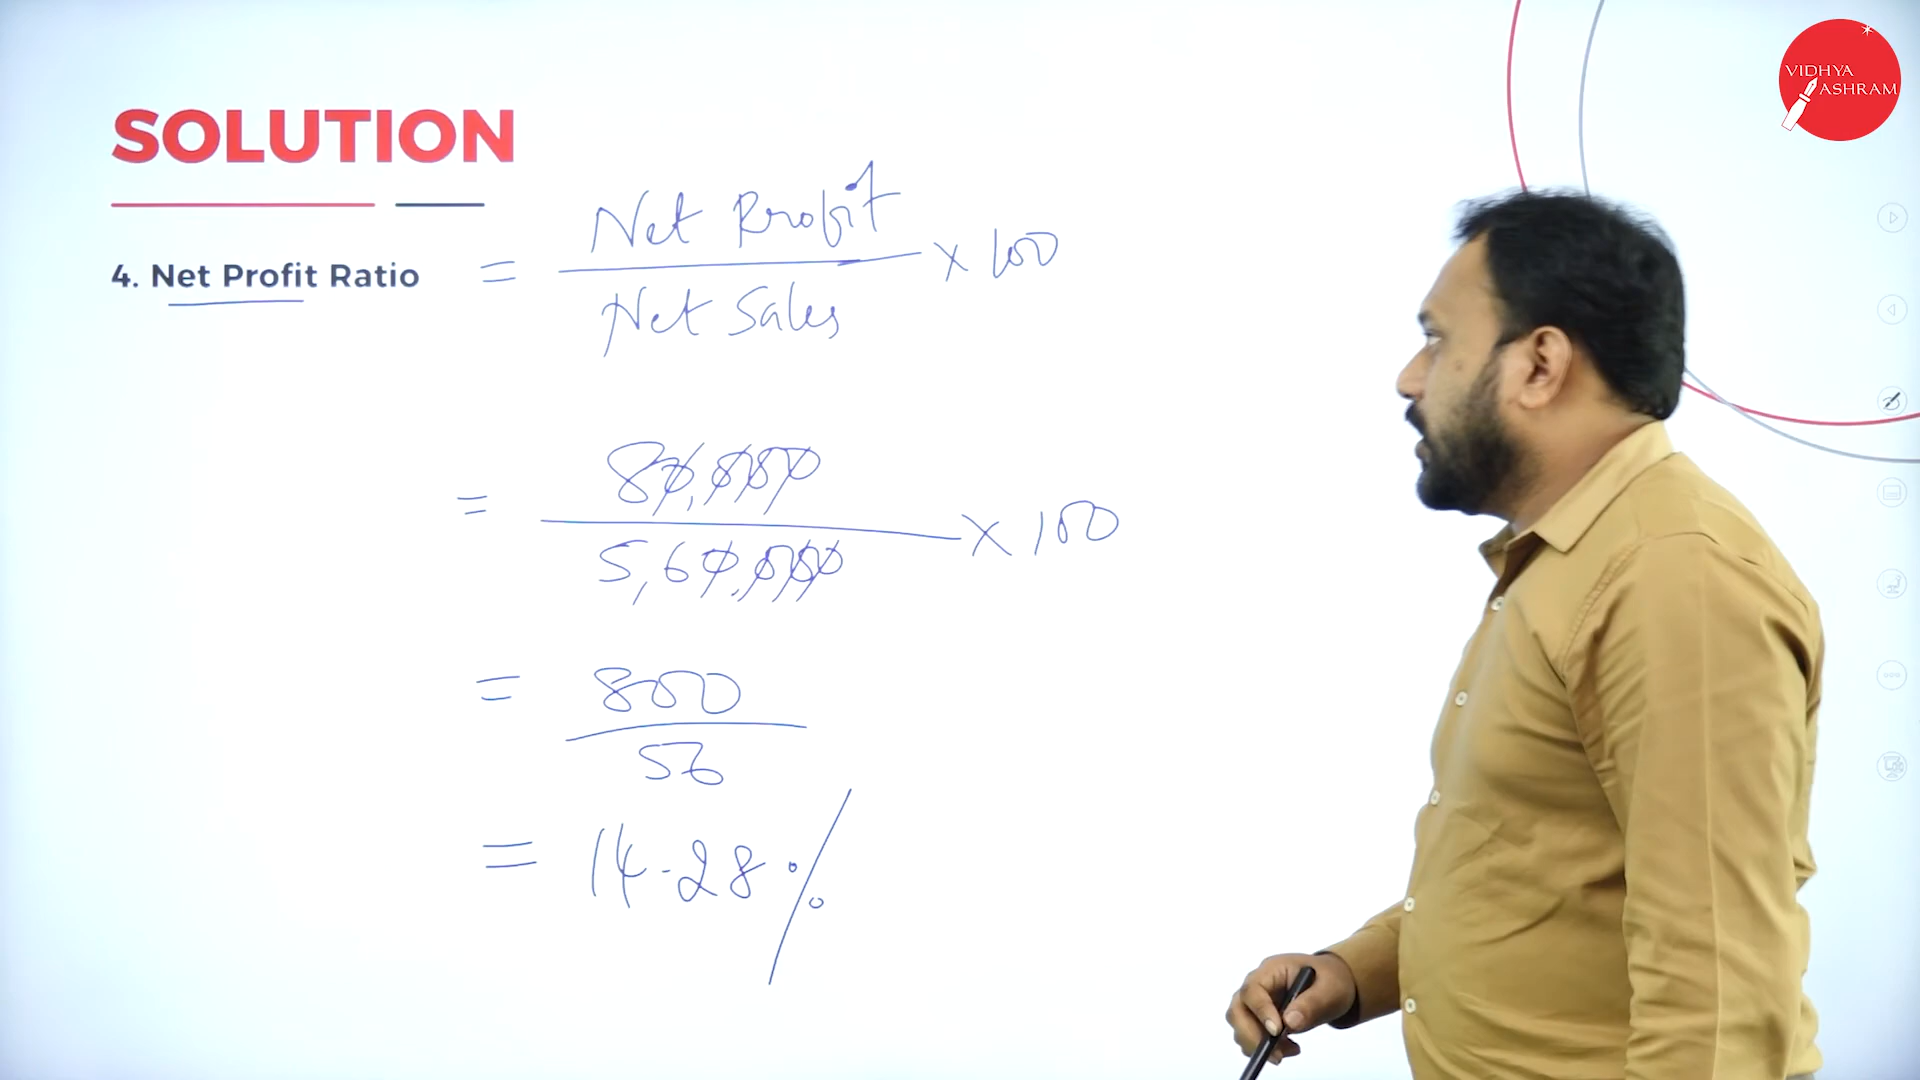 VIDHYA
ASHRAM
SOLUTION
4. Net Profit Ratio = Net Profit / Net Sales × 100
= 80,000 / 5,60,000 × 100
= 800 / 56
= 14.28%